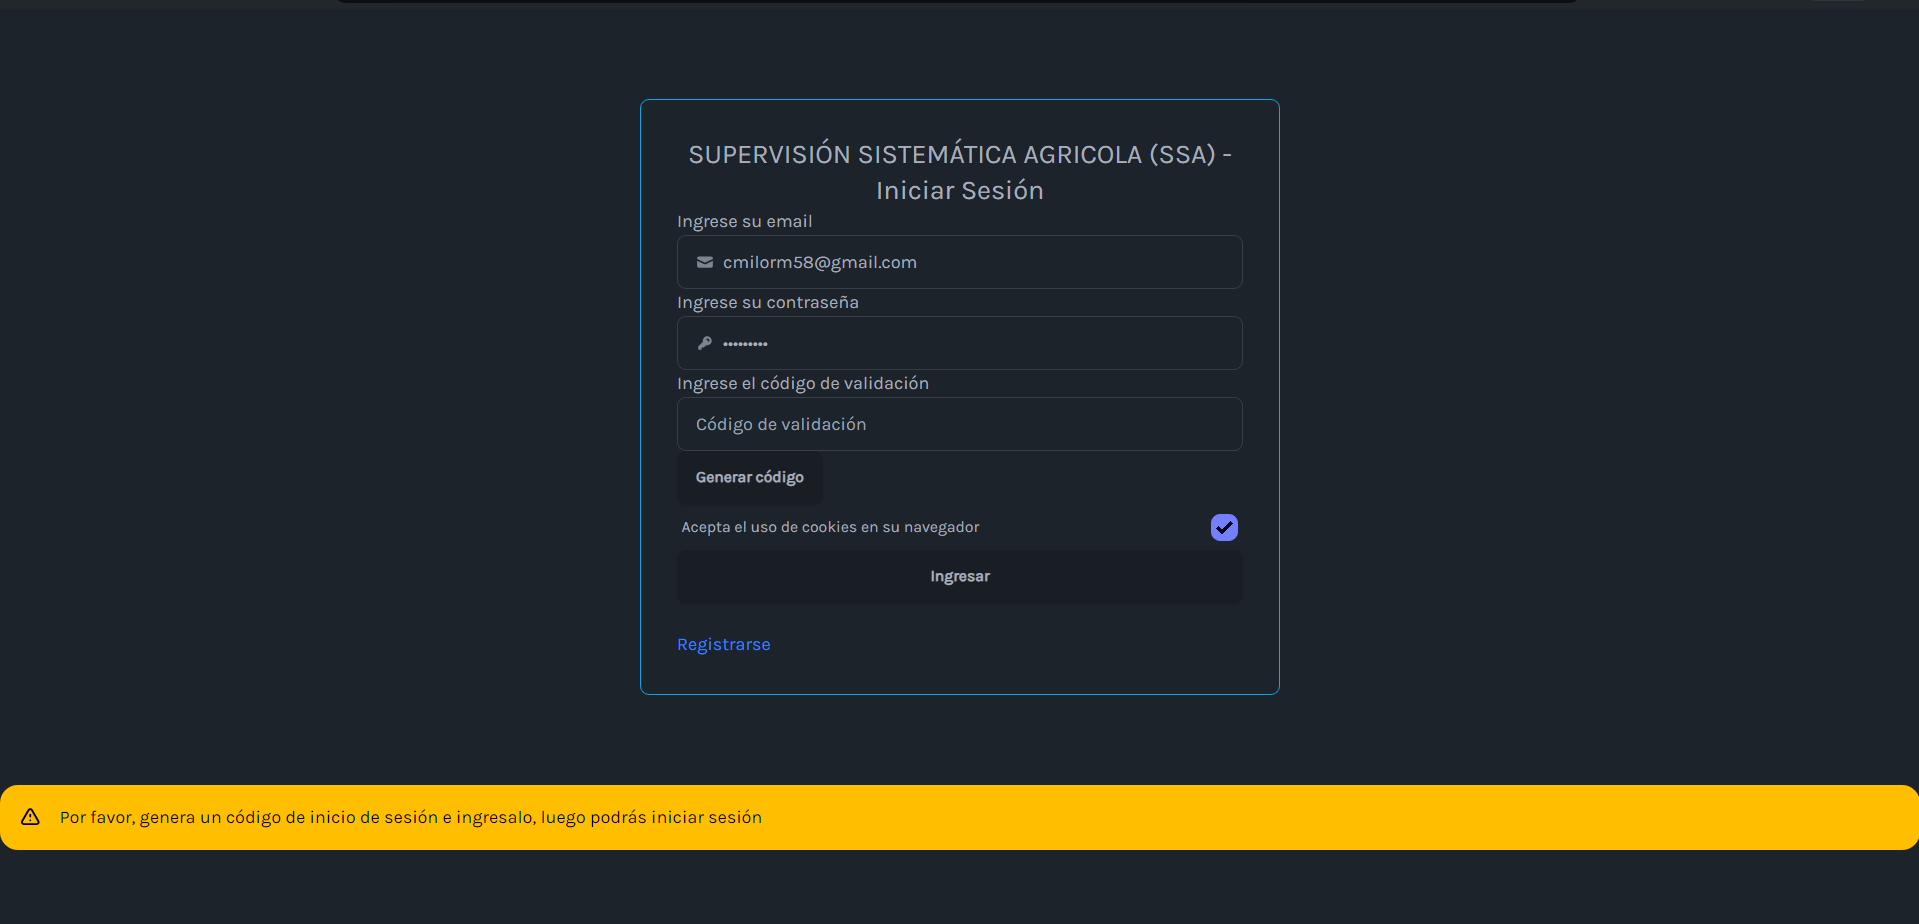 SUPERVISIÓN SISTEMÁTICA AGRICOLA (SSA) -
Iniciar Sesión
Ingrese su email
cmilorm58@gmail.com
Ingrese su contraseña
•••••••••
Ingrese el código de validación
Código de validación
Generar código
Acepta el uso de cookies en su navegador
Ingresar
Registrarse
Por favor, genera un código de inicio de sesión e ingresalo, luego podrás iniciar sesión